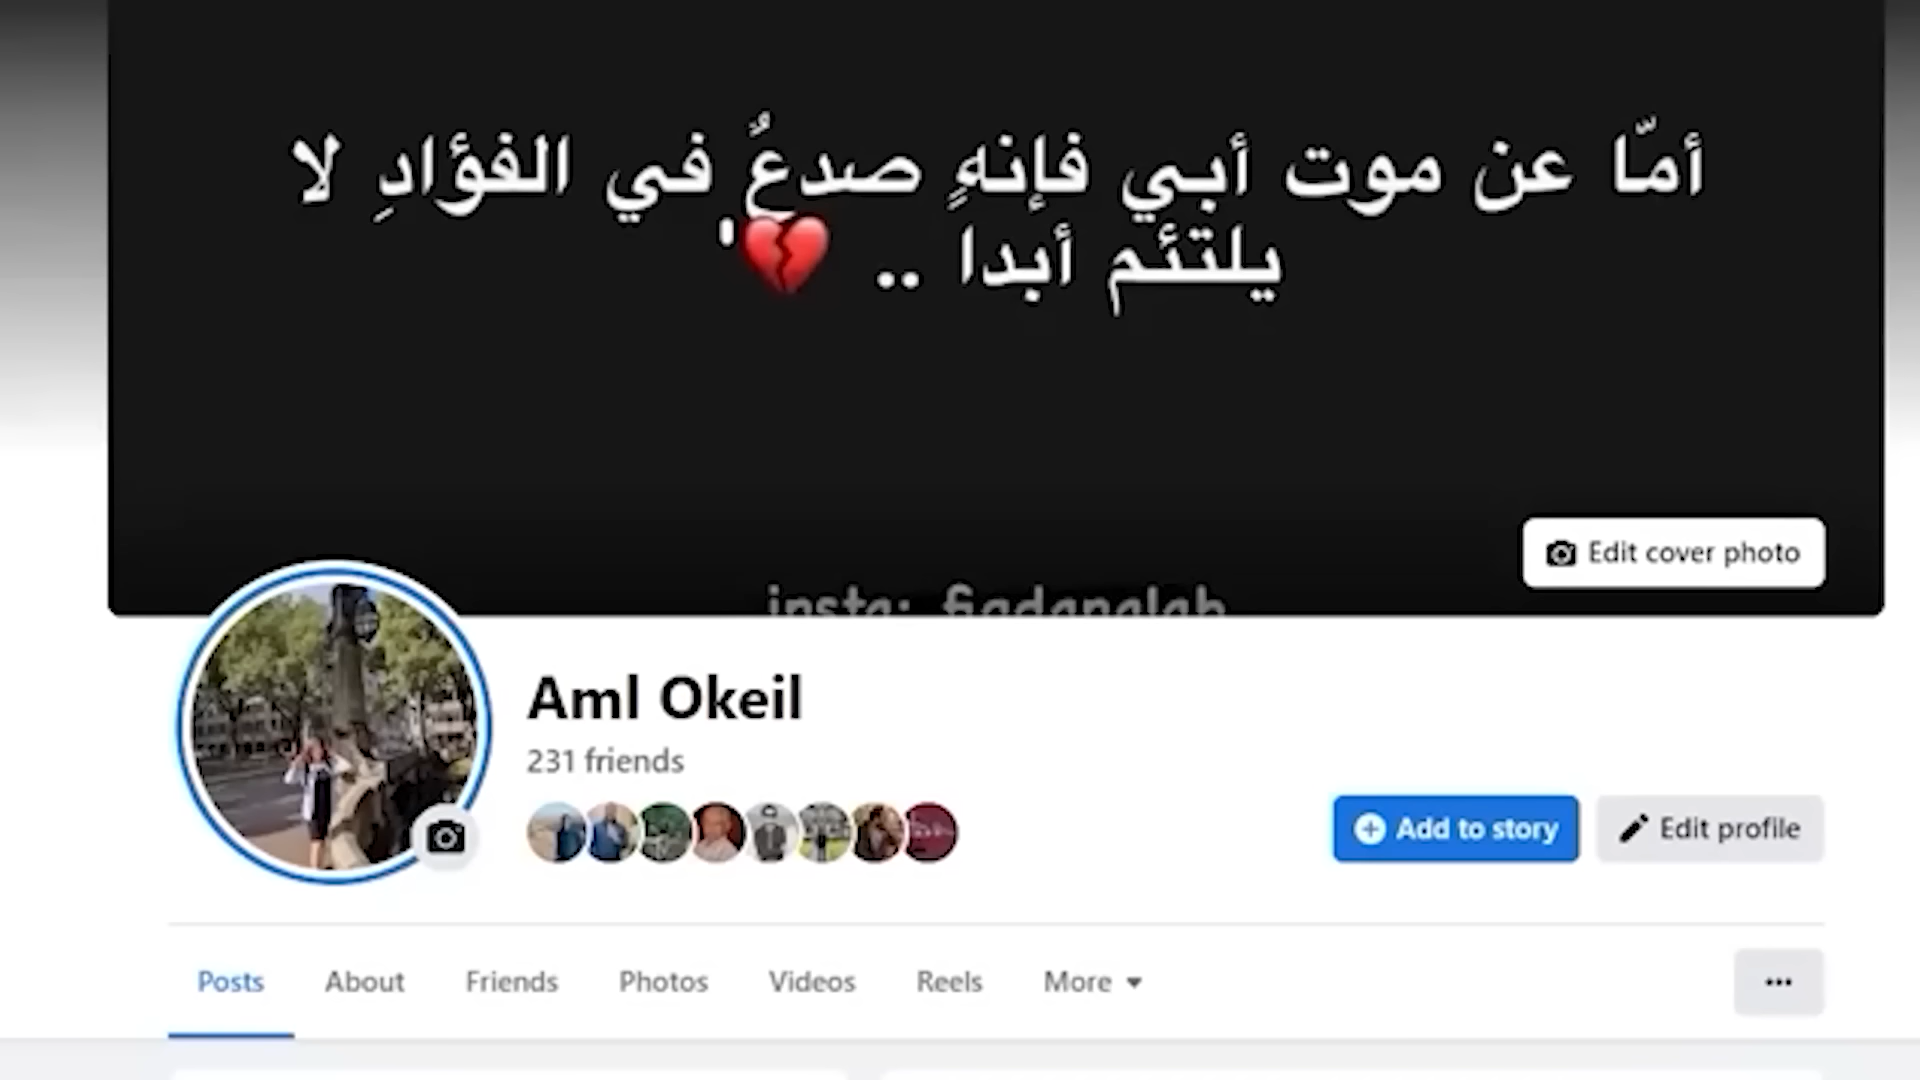 أمّا عن موت أبي فإنهِ صدعٌ في الفؤادِ لا
يلتئم أبدا .. 💔'
Edit cover photo
insta:
Aml Okeil
231 friends
Add to story
Edit profile
Posts
About
Friends
Photos
Videos
Reels
More